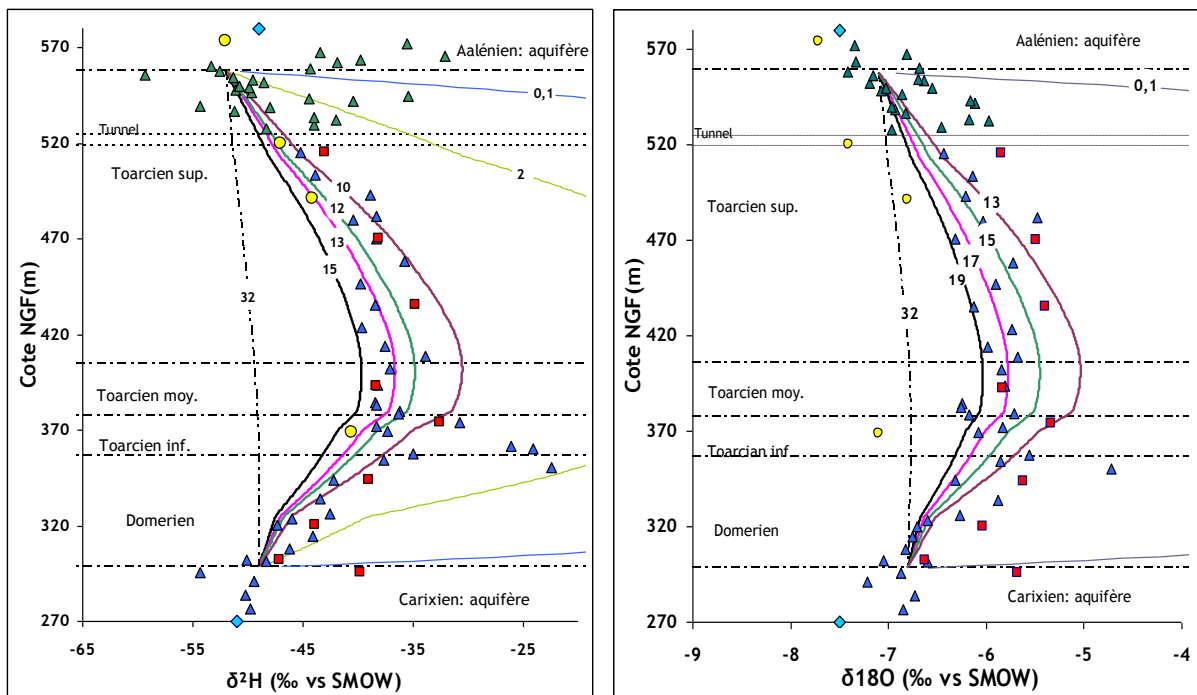 Cote NGF(m)
570
520
470
420
370
320
270
Aalénien: aquifère
0,1
Tunnel
Toarcien sup.
2
10
12
13
15
32
Toarcien moy.
Toarcien inf.
Domerien
Carixien: aquifère
-65
-55
-45
-35
-25
δ²H (‰ vs SMOW)
Cote NGF(m)
570
520
470
420
370
320
270
Aalénien: aquifère
0,1
Tunnel
Toarcien sup.
13
15
17
19
32
Toarcien moy.
Toarcian inf
Domerien
Carixien: aquifère
-9
-8
-7
-6
-5
-4
δ18O (‰ vs SMOW)